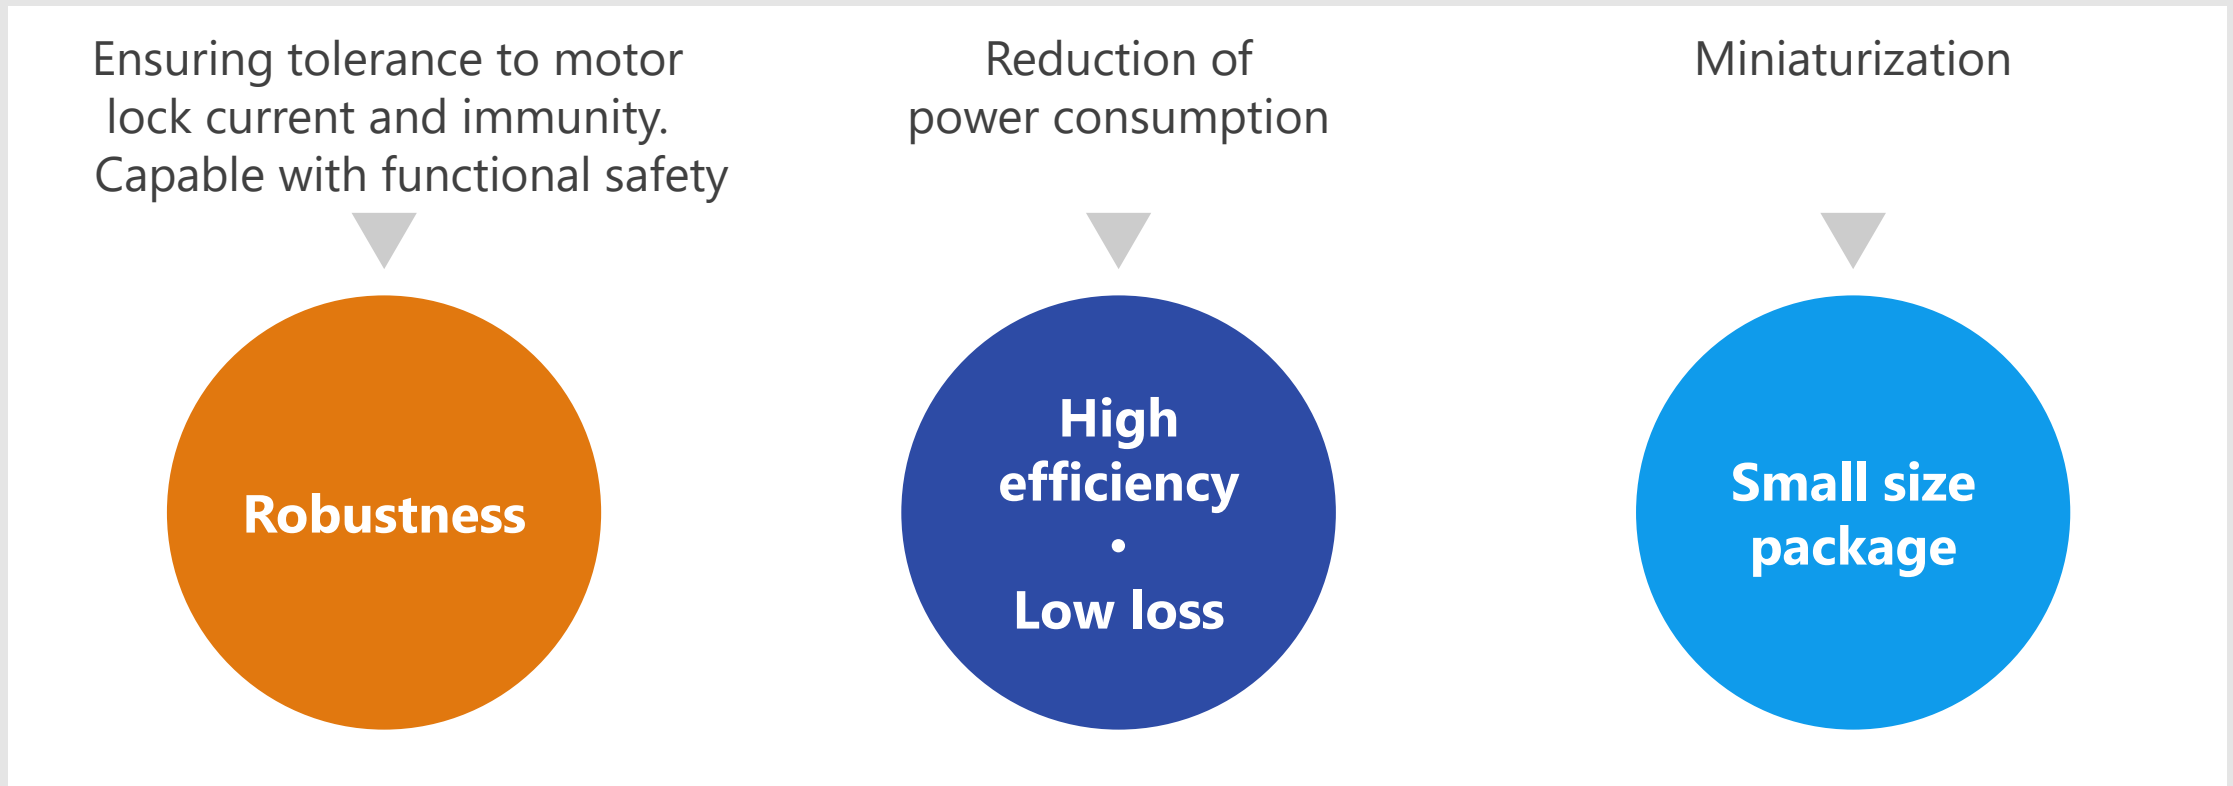 Ensuring tolerance to motor
lock current and immunity.
Capable with functional safety
Reduction of
power consumption
Miniaturization
Robustness
High
efficiency
•
Low loss
Small size
package